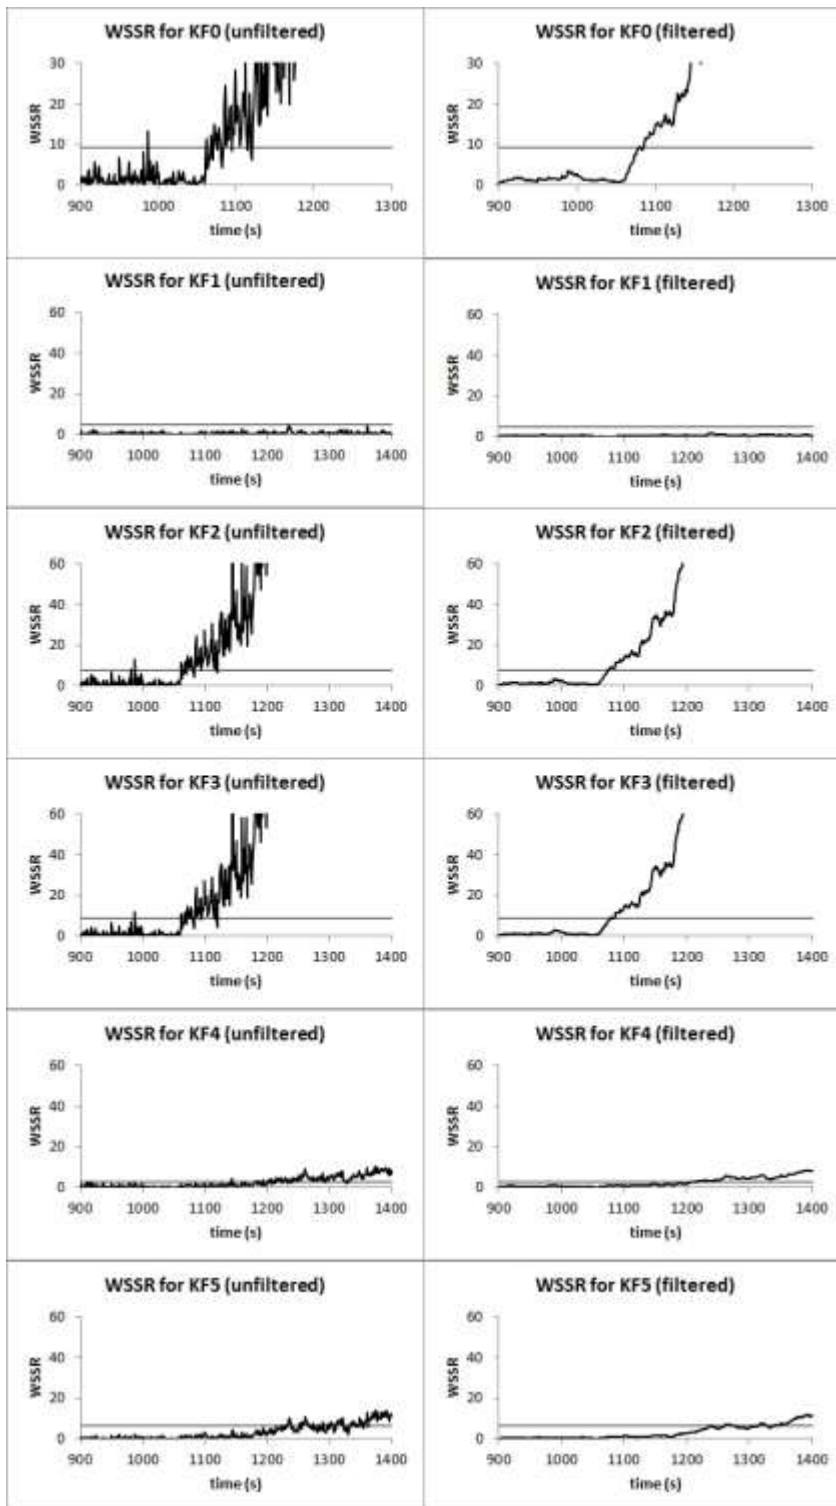 WSSR for KF0 (unfiltered)
30
20
10
0
WSSR
900 1000 1100 1200 1300
time (s)
WSSR for KF0 (filtered)
30
20
10
0
WSSR
900 1000 1100 1200 1300
time (s)
WSSR for KF1 (unfiltered)
60
40
20
0
WSSR
900 1000 1100 1200 1300 1400
time (s)
WSSR for KF1 (filtered)
60
40
20
0
WSSR
900 1000 1100 1200 1300 1400
time (s)
WSSR for KF2 (unfiltered)
60
40
20
0
WSSR
900 1000 1100 1200 1300 1400
time (s)
WSSR for KF2 (filtered)
60
40
20
0
WSSR
900 1000 1100 1200 1300 1400
time (s)
WSSR for KF3 (unfiltered)
60
40
20
0
WSSR
900 1000 1100 1200 1300 1400
time (s)
WSSR for KF3 (filtered)
60
40
20
0
WSSR
900 1000 1100 1200 1300 1400
time (s)
WSSR for KF4 (unfiltered)
60
40
20
0
WSSR
900 1000 1100 1200 1300 1400
time (s)
WSSR for KF4 (filtered)
60
40
20
0
WSSR
900 1000 1100 1200 1300 1400
time (s)
WSSR for KF5 (unfiltered)
60
40
20
0
WSSR
900 1000 1100 1200 1300 1400
time (s)
WSSR for KF5 (filtered)
60
40
20
0
WSSR
900 1000 1100 1200 1300 1400
time (s)